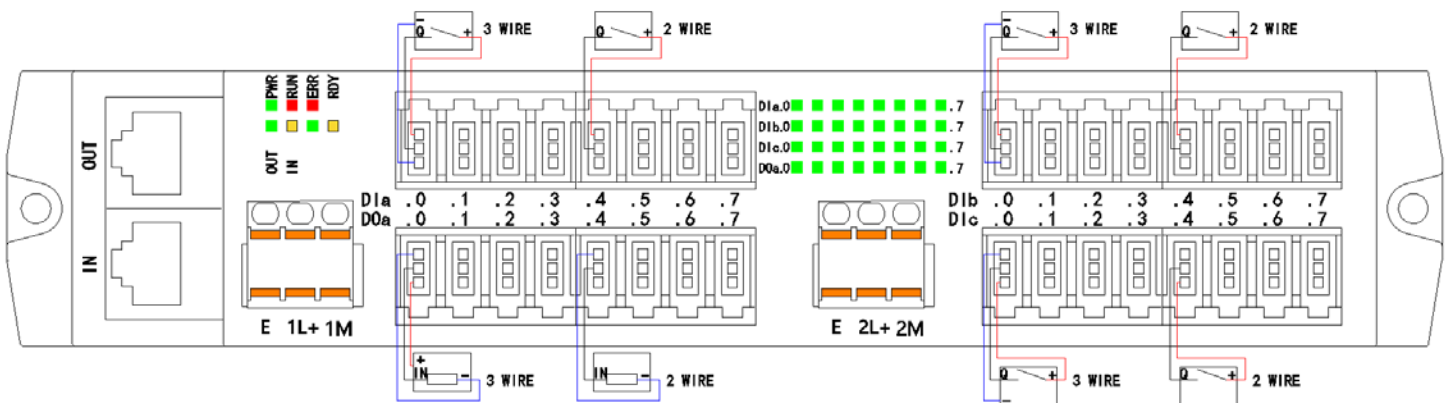 - Q + 3 WIRE
Q + 2 WIRE
- Q + 3 WIRE
Q + 2 WIRE
PWR RUN ERR RDY
OUT IN
OUT
IN
DIa.0 .7
DIb.0 .7
DIc.0 .7
DOa.0 .7
DIa .0 .1 .2 .3 .4 .5 .6 .7
DOa .0 .1 .2 .3 .4 .5 .6 .7
DIb .0 .1 .2 .3 .4 .5 .6 .7
DIc .0 .1 .2 .3 .4 .5 .6 .7
E 1L+ 1M
E 2L+ 2M
+ IN - 3 WIRE
IN - 2 WIRE
Q + - 3 WIRE
Q + 2 WIRE